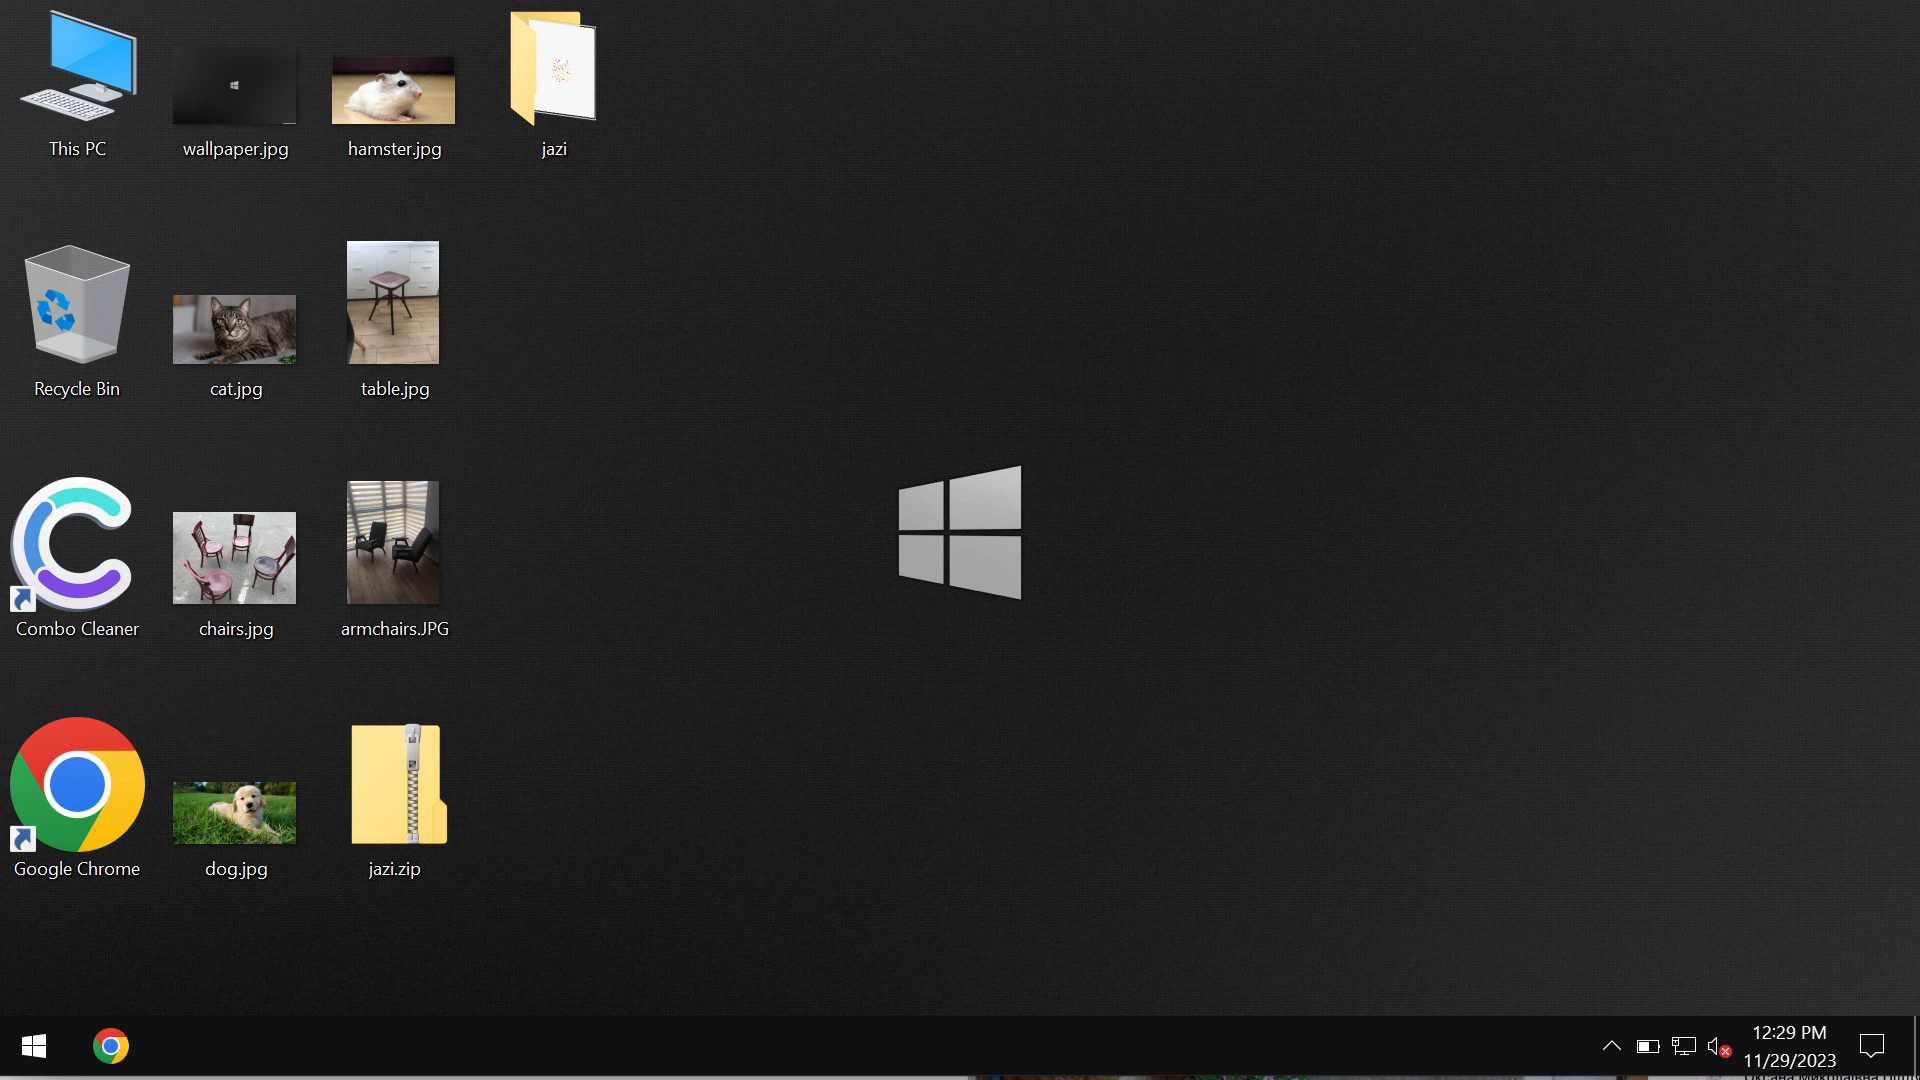 This PC
wallpaper.jpg
hamster.jpg
jazi
Recycle Bin
cat.jpg
table.jpg
Combo Cleaner
chairs.jpg
armchairs.JPG
Google Chrome
dog.jpg
jazi.zip
12:29 PM
11/29/2023